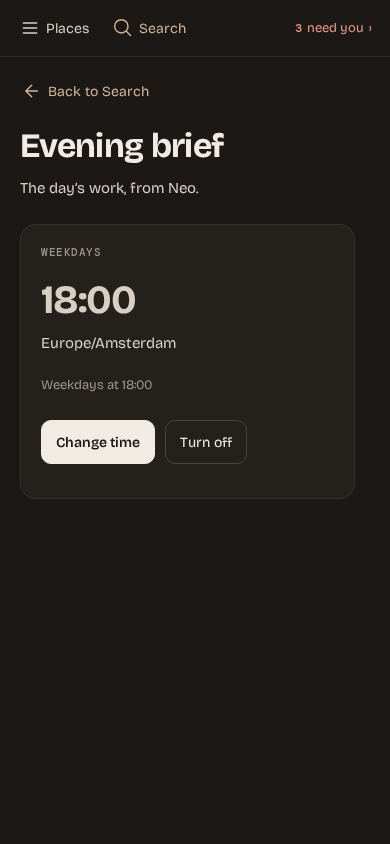 Places
Search
3 need you ›
Back to Search
Evening brief
The day's work, from Neo.
WEEKDAYS
18:00
Europe/Amsterdam
Weekdays at 18:00
Change time
Turn off